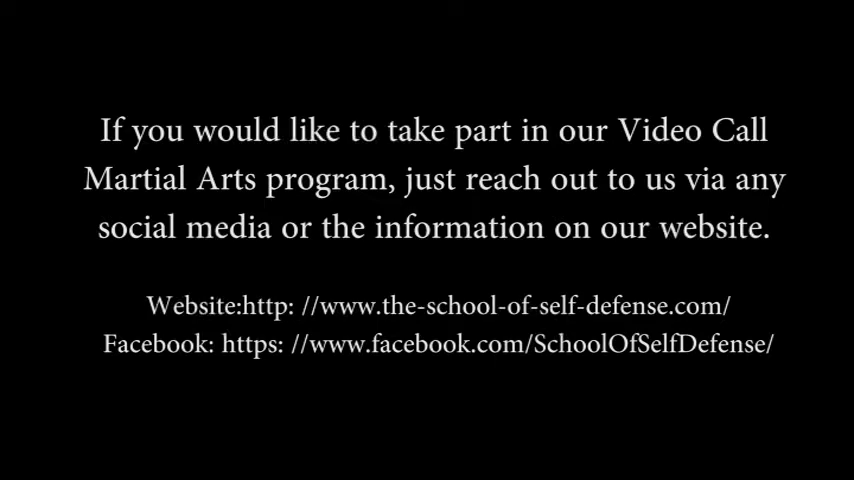 If you would like to take part in our Video Call
Martial Arts program, just reach out to us via any
social media or the information on our website.
Website:http: //www.the-school-of-self-defense.com/
Facebook: https: //www.facebook.com/SchoolOfSelfDefense/